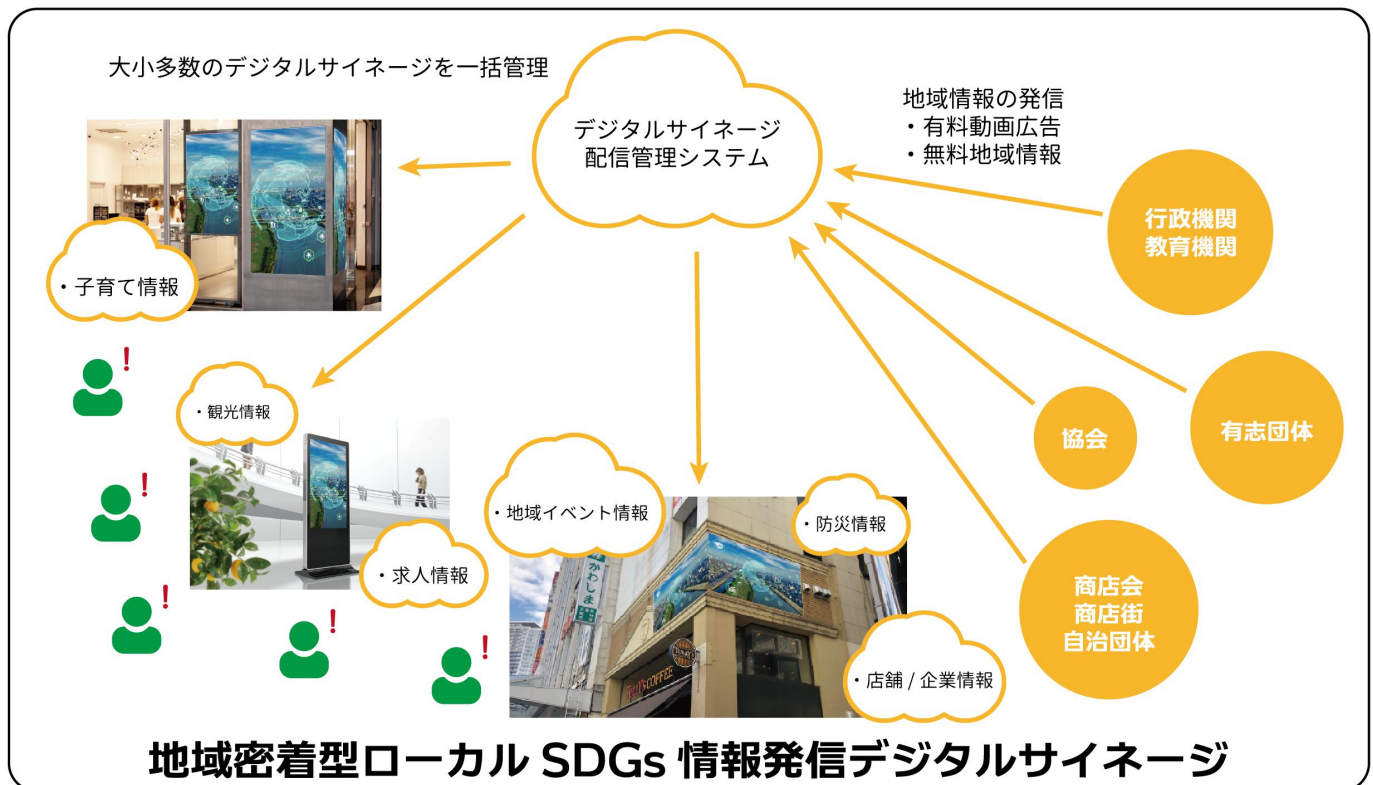 大小多数のデジタルサイネージを一括管理
デジタルサイネージ
配信管理システム
地域情報の発信
・有料動画広告
・無料地域情報
行政機関
教育機関
・子育て情報
・観光情報
協会
有志団体
・地域イベント情報
・防災情報
・求人情報
かわしま
商店会
商店街
自治団体
TULLY'S COFFEE
・店舗 / 企業情報
地域密着型ローカル SDGs 情報発信デジタルサイネージ